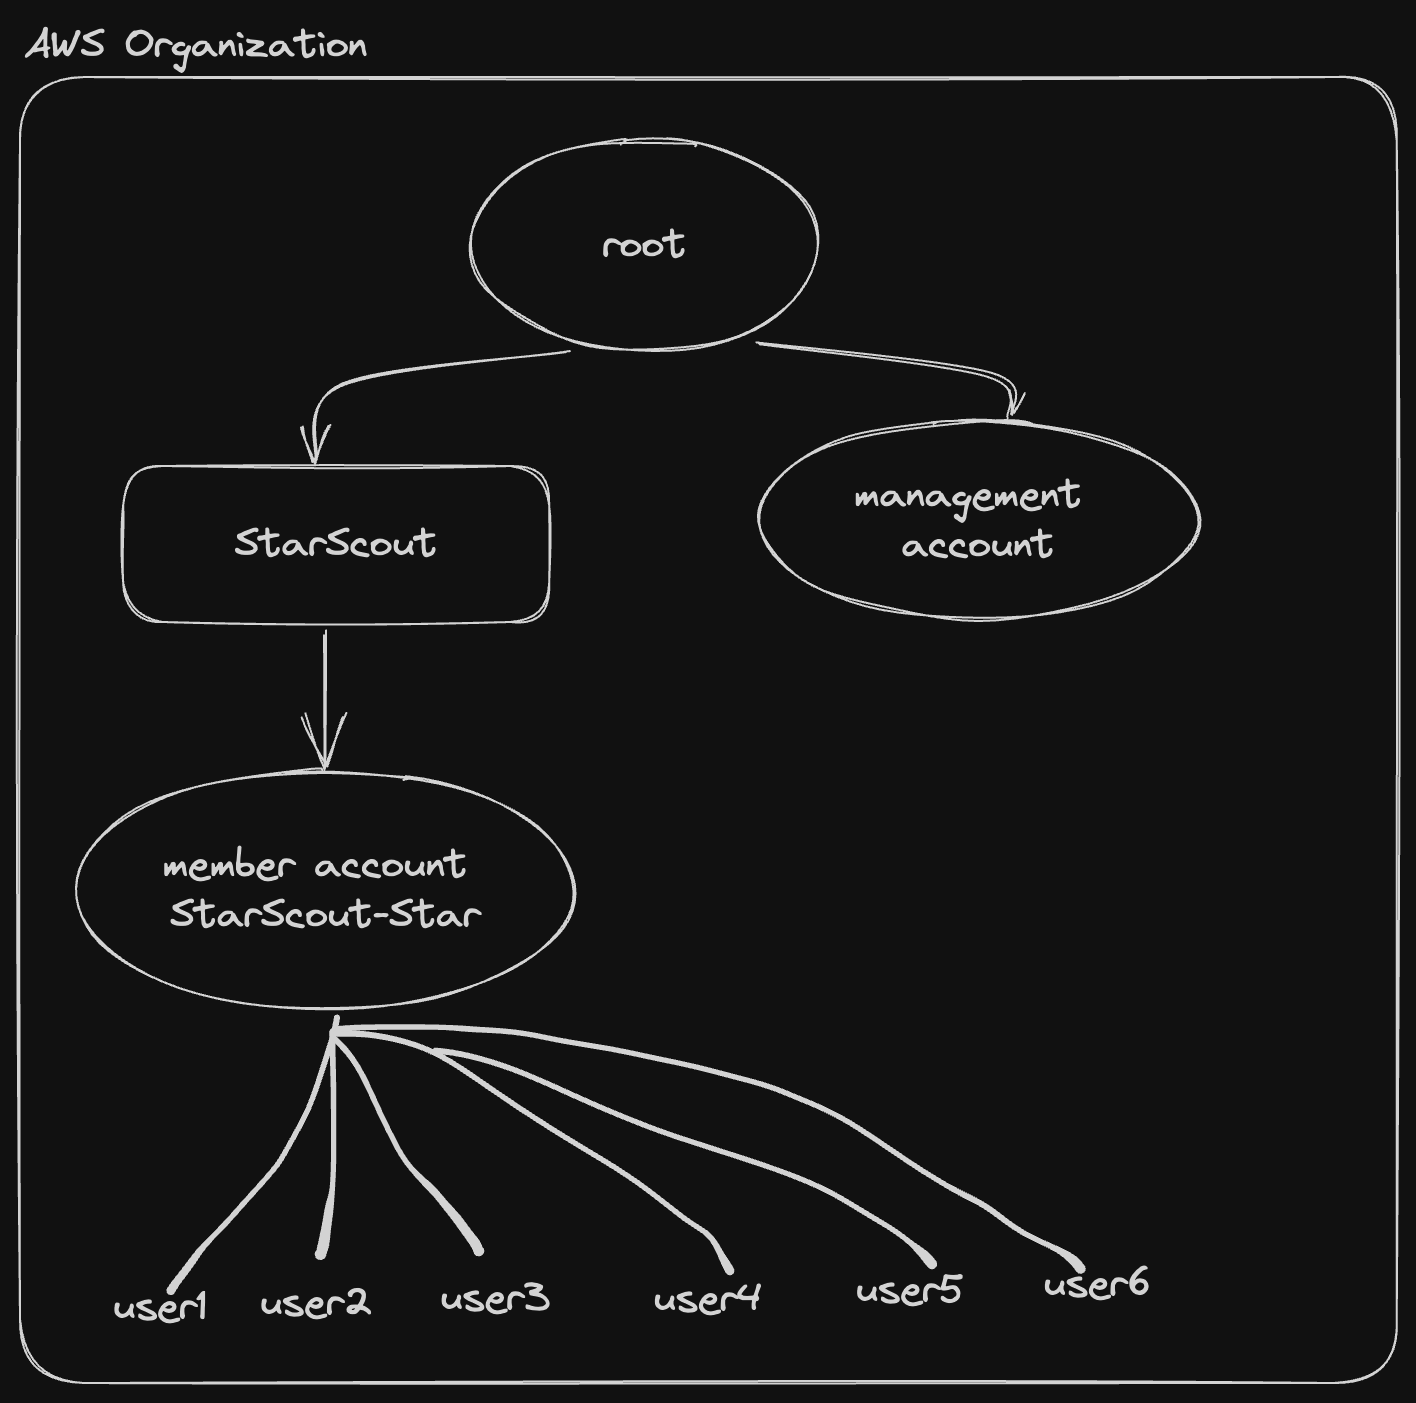 AWS Organization
root
management
account
StarScout
member account
StarScout-Star
user1
user2
user3
user4
user5
user6